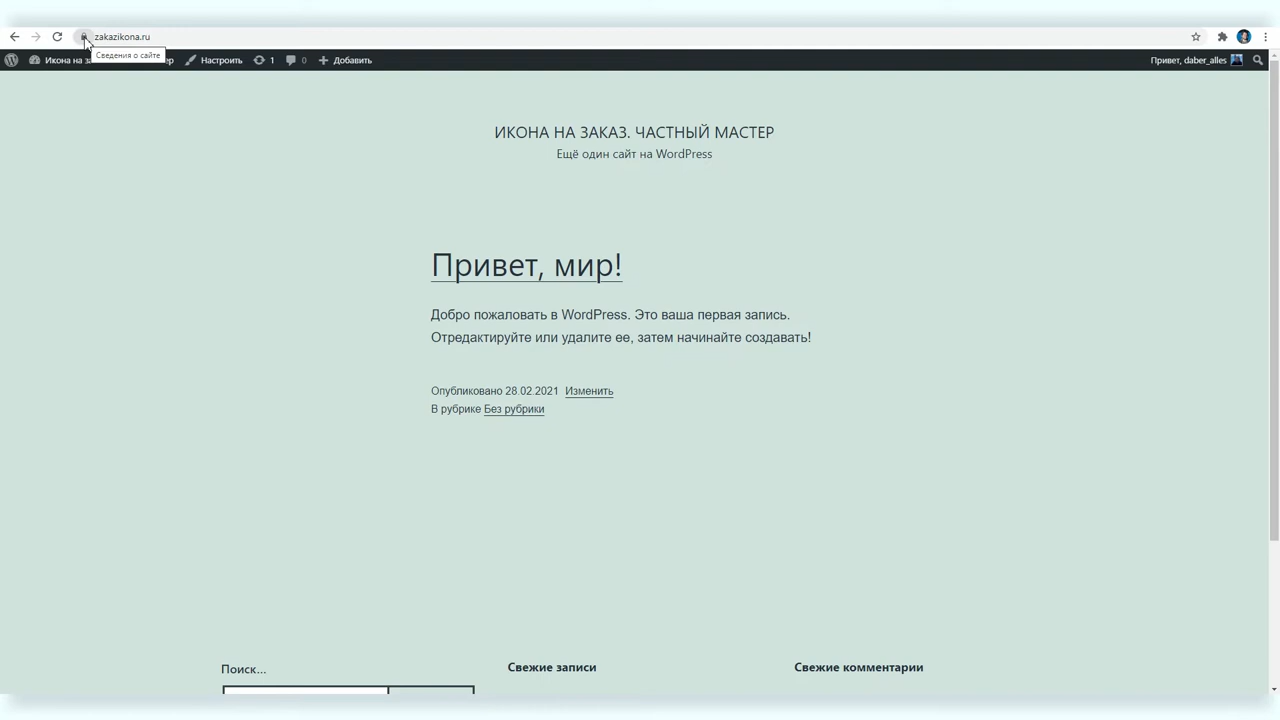 zakazikona.ru
Сведения о сайте
Икона на за
ер
Настроить
1
0
Добавить
Привет, daber_alles
ИКОНА НА ЗАКАЗ. ЧАСТНЫЙ МАСТЕР
Ещё один сайт на WordPress
Привет, мир!
Добро пожаловать в WordPress. Это ваша первая запись.
Отредактируйте или удалите ее, затем начинайте создавать!
Опубликовано 28.02.2021 Изменить
В рубрике Без рубрики
Поиск…
Свежие записи
Свежие комментарии